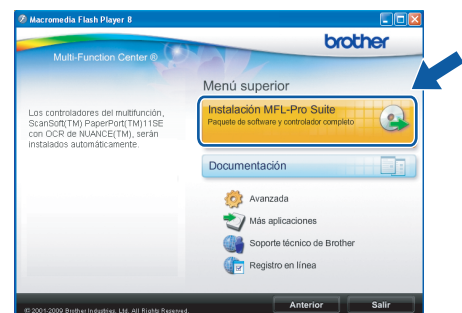 Macromedia Flash Player 8
brother
Multi-Function Center ®
Menú superior
Los controladores del multifunción,
ScanSoft(TM) PaperPort(TM)11SE
con OCR de NUANCE(TM), serán
instalados automáticamente.
Instalación MFL-Pro Suite
Paquete de software y controlador completo
Documentación
Avanzada
Más aplicaciones
Soporte técnico de Brother
Registro en línea
© 2001-2009 Brother Industries, Ltd. All Rights Reserved.
Anterior
Salir